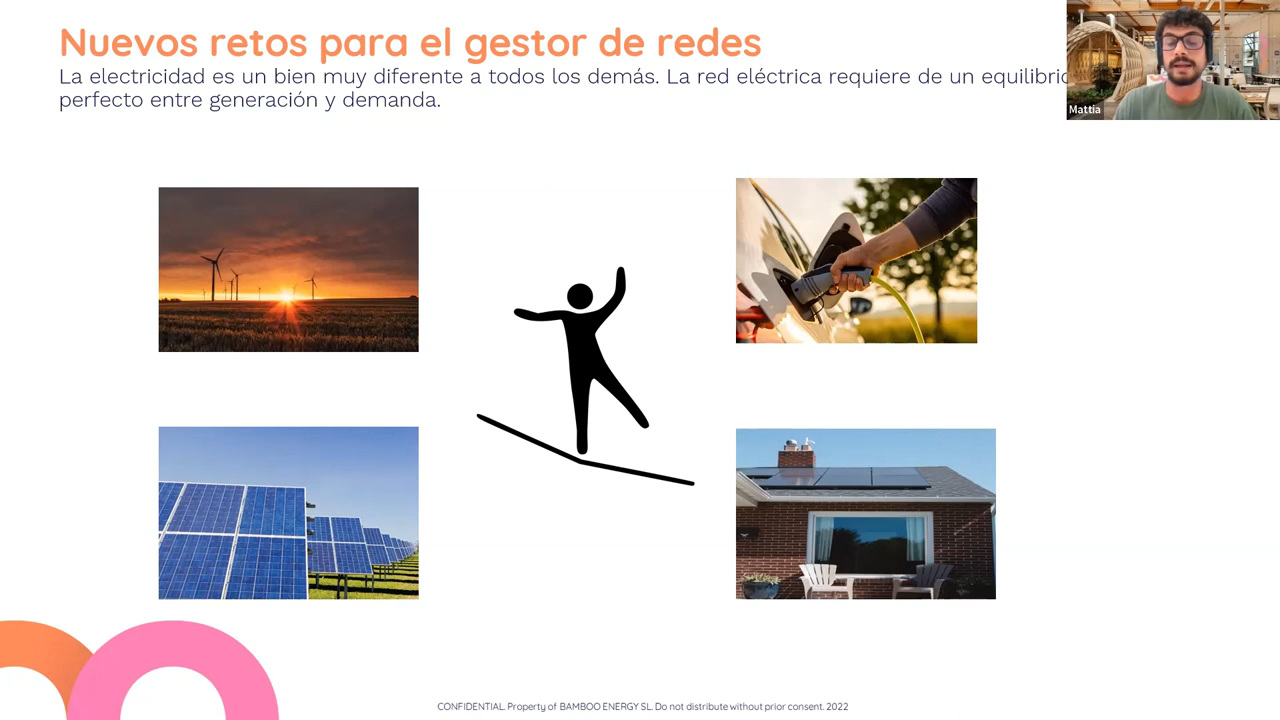 Nuevos retos para el gestor de redes
La electricidad es un bien muy diferente a todos los demás. La red eléctrica requiere de un equilibrio
perfecto entre generación y demanda.
Mattia
CONFIDENTIAL. Property of BAMBOO ENERGY SL. Do not distribute without prior consent. 2022